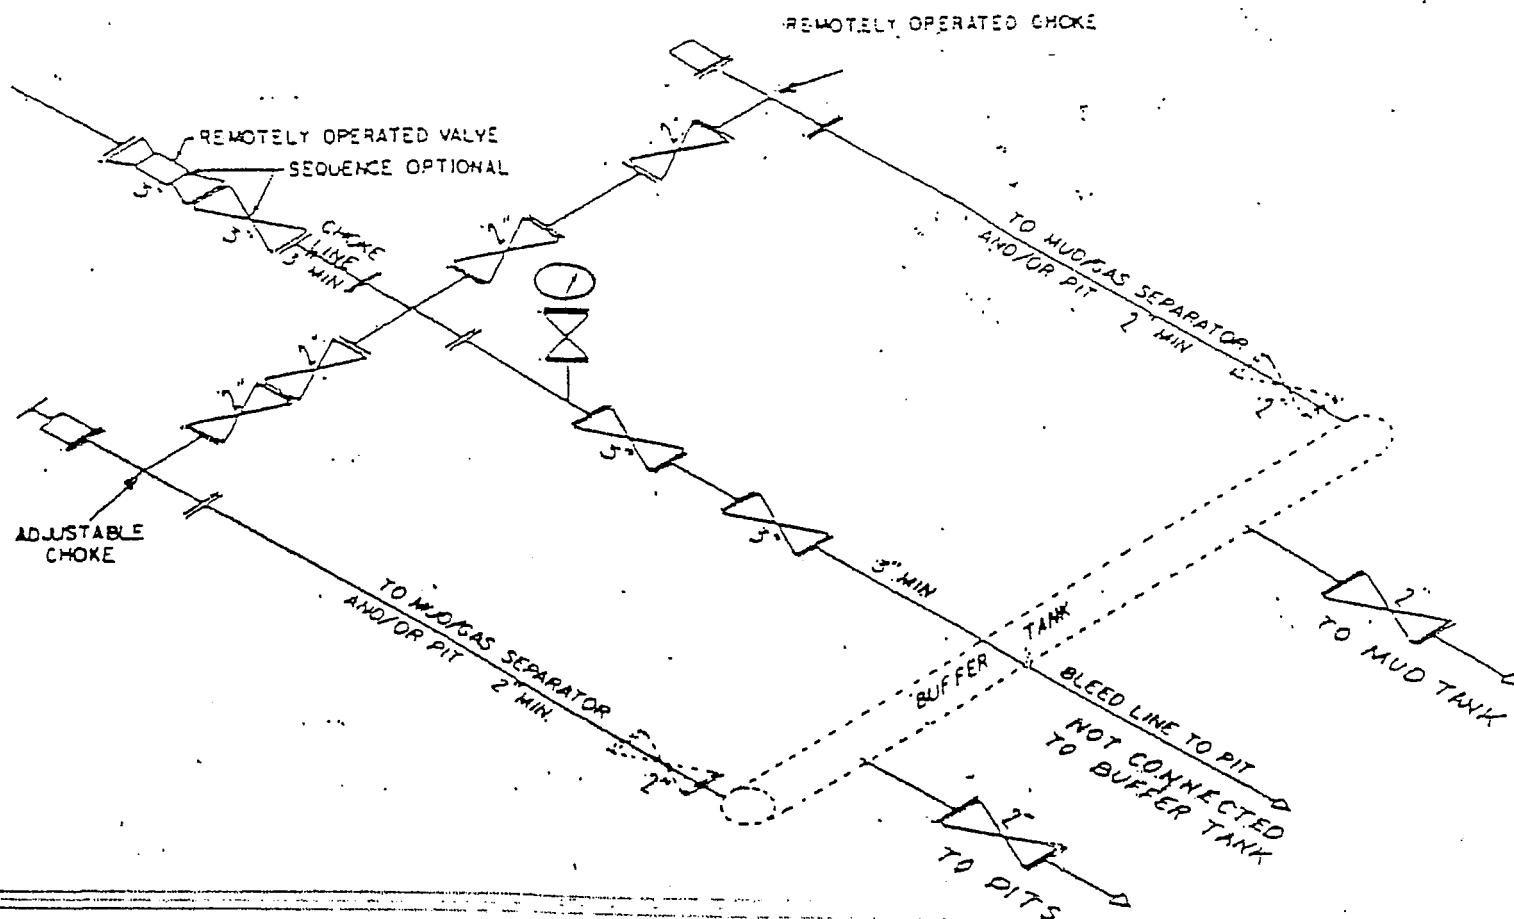 REMOTELY OPERATED CHOKE
REMOTELY OPERATED VALVE
SEQUENCE OPTIONAL
3"
3"
CHOKE
LINE
3 MIN
2"
2"
2"
2"
ADJUSTABLE
CHOKE
TO MUD/GAS SEPARATOR
AND/OR PIT
2" MIN
2"
3"
3"
3" MIN
BUFFER TANK
2"
TO MUD TANK
BLEED LINE TO PIT
NOT CONNECTED
TO BUFFER TANK
TO MUD/GAS SEPARATOR
AND/OR PIT
2" MIN.
2"
2"
TO PITS